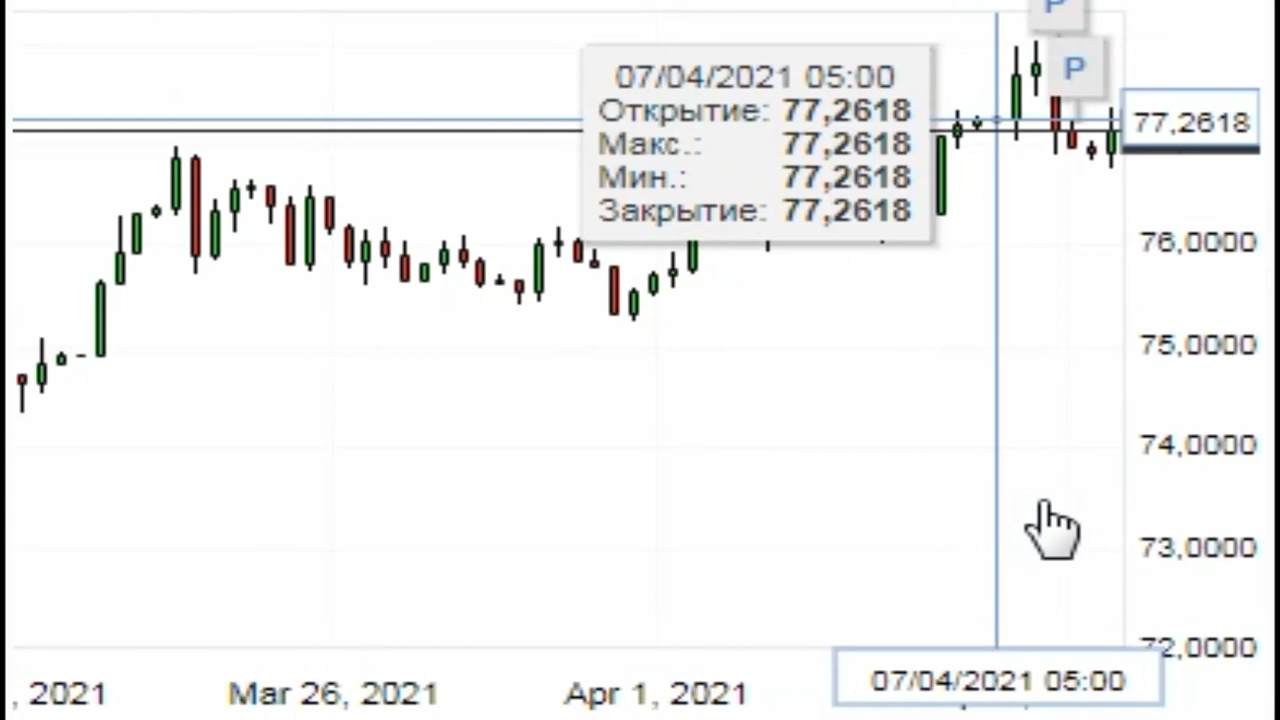 P
P
07/04/2021 05:00
Открытие: 77,2618
Макс.: 77,2618
Мин.: 77,2618
Закрытие: 77,2618
77,2618
76,0000
75,0000
74,0000
73,0000
72,0000
, 2021
Mar 26, 2021
Apr 1, 2021
07/04/2021 05:00